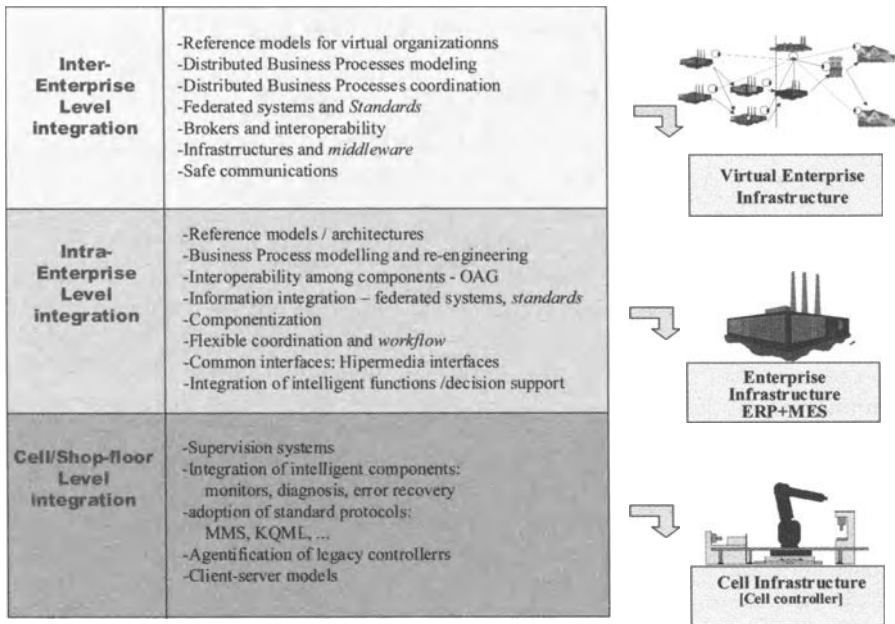 Inter-
Enterprise
Level
integration
-Reference models for virtual organizationns
-Distributed Business Processes modeling
-Distributed Business Processes coordination
-Federated systems and Standards
-Brokers and interoperability
-Infrastrructures and middleware
-Safe communications
Virtual Enterprise
Infrastructure
Intra-
Enterprise
Level
integration
-Reference models / architectures
-Business Process modelling and re-engineering
-Interoperability among components - OAG
-Information integration – federated systems, standards
-Componentization
-Flexible coordination and workflow
-Common interfaces: Hipermedia interfaces
-Integration of intelligent functions /decision support
Enterprise
Infrastructure
ERP+MES
Cell/Shop-floor
Level
integration
-Supervision systems
-Integration of intelligent components:
monitors, diagnosis, error recovery
-adoption of standard protocols:
MMS, KQML, ...
-Agentification of legacy controllerrs
-Client-server models
Cell Infrastructure
[Cell controller]